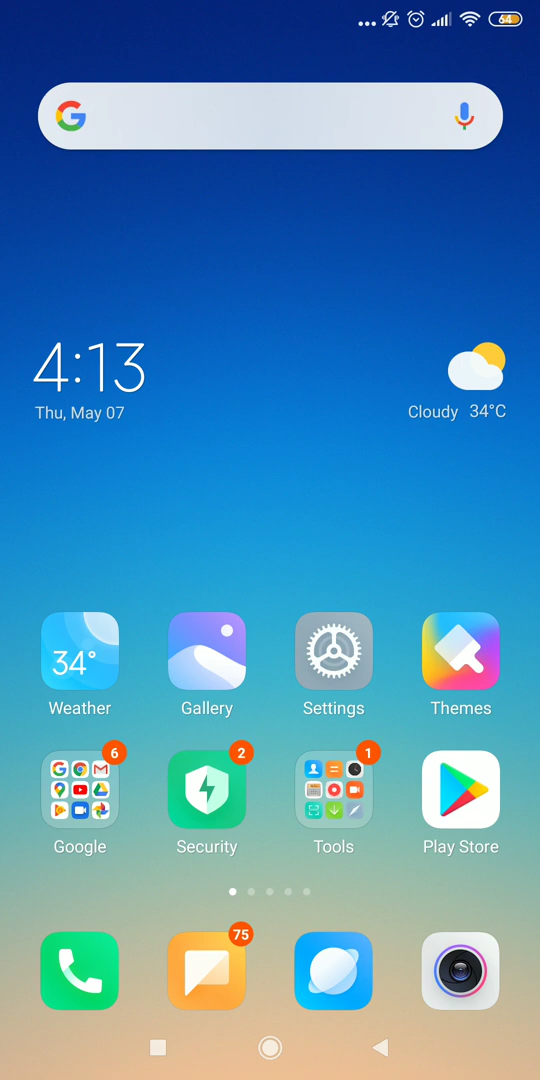 64
4:13
Thu, May 07
Cloudy 34°C
34°
Weather
Gallery
Settings
Themes
6
2
1
Google
Security
Tools
Play Store
75